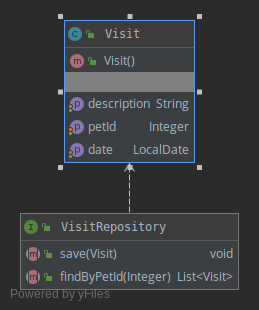 Visit
Visit()
description String
petId Integer
date LocalDate
VisitRepository
save(Visit) void
findByPetId(Integer) List<Visit>
Powered by yFiles